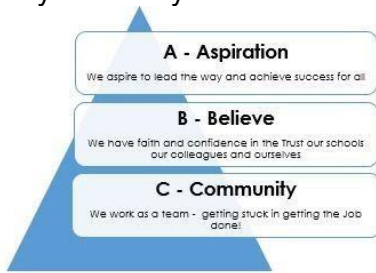 A - Aspiration
We aspire to lead the way and achieve success for all
B - Believe
We have faith and confidence in the Trust our schools
our colleagues and ourselves
C - Community
We work as a team - getting stuck in getting the Job
done!